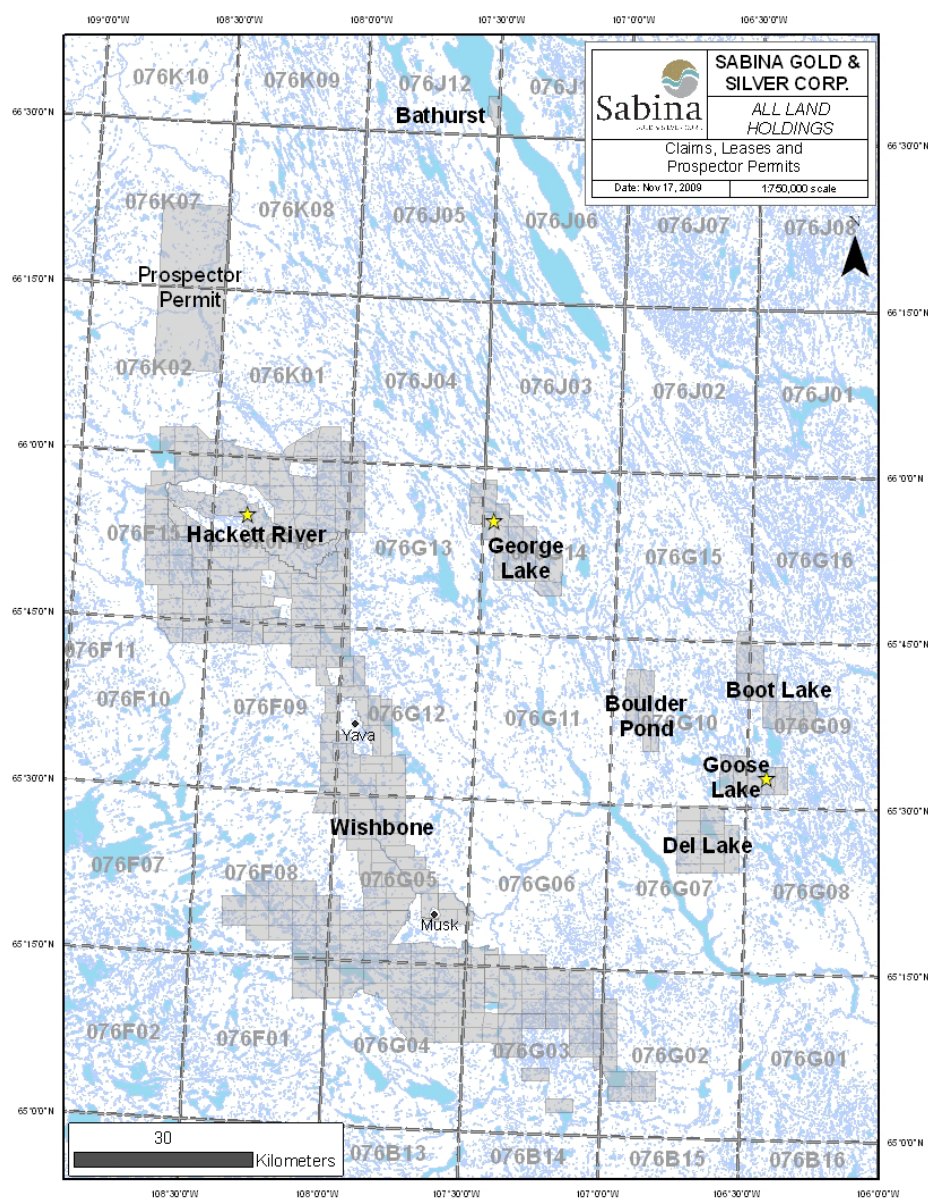 109°0'0"W 108°30'0"W 108°0'0"W 107°30'0"W 107°0'0"W 106°30'0"W
Sabina
SABINA GOLD &
SILVER CORP.
ALL LAND
HOLDINGS
Claims, Leases and
Prospector Permits
Date: Nov 17, 2009
1:750,000 scale
N
076K10 076K09 076J12
66°30'0"N
Bathurst
66°30'0"N
076K07 076K08 076J05 076J06 076J07 076J08
66°15'0"N
Prospector
Permit
66°15'0"N
076K02 076K01 076J04 076J03 076J02 076J01
66°0'0"N
66°0'0"N
076F15
Hackett River
076G13
George
Lake
076G15 076G16
65°45'0"N
65°45'0"N
076F11
076F10 076F09 076G12 076G11 076G10 076G09
Boot Lake
Boulder
Pond
Yava
65°30'0"N
Goose
Lake
65°30'0"N
Wishbone
Del Lake
076F07 076F08 076G05 076G06 076G07 076G08
Musk
65°15'0"N
65°15'0"N
076F02 076F01 076G04 076G03 076G02 076G01
65°0'0"N
65°0'0"N
30
Kilometers
076B13 076B14 076B15 076B16
108°30'0"W 108°0'0"W 107°30'0"W 107°0'0"W 106°30'0"W 106°0'0"W